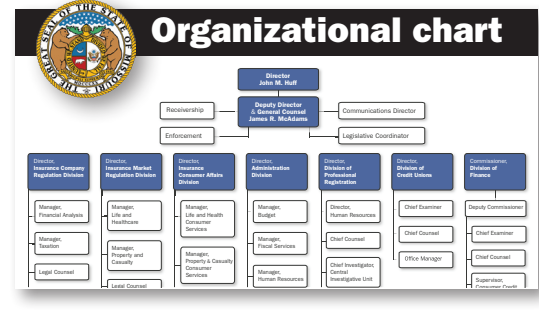 THE GREAT SEAL OF THE STATE OF MISSOURI
Organizational chart
Director
John M. Huff
Deputy Director
& General Counsel
James R. McAdams
Receivership
Communications Director
Enforcement
Legislative Coordinator
Director,
Insurance Company
Regulation Division
Director,
Insurance Market
Regulation Division
Director,
Insurance
Consumer Affairs
Division
Director,
Administration
Division
Director,
Division of
Professional
Registration
Director,
Division of
Credit Unions
Commissioner,
Division of
Finance
Manager,
Financial Analysis
Manager,
Taxation
Legal Counsel
Manager,
Life and
Healthcare
Manager,
Property and
Casualty
Legal Counsel
Manager,
Life and Health
Consumer
Services
Manager,
Property & Casualty
Consumer
Services
Manager,
Budget
Manager,
Fiscal Services
Manager,
Human Resources
Director,
Human Resources
Chief Counsel
Chief Investigator,
Central
Investigative Unit
Chief Examiner
Chief Counsel
Office Manager
Deputy Commissioner
Chief Examiner
Chief Counsel
Supervisor,
Consumer Credit